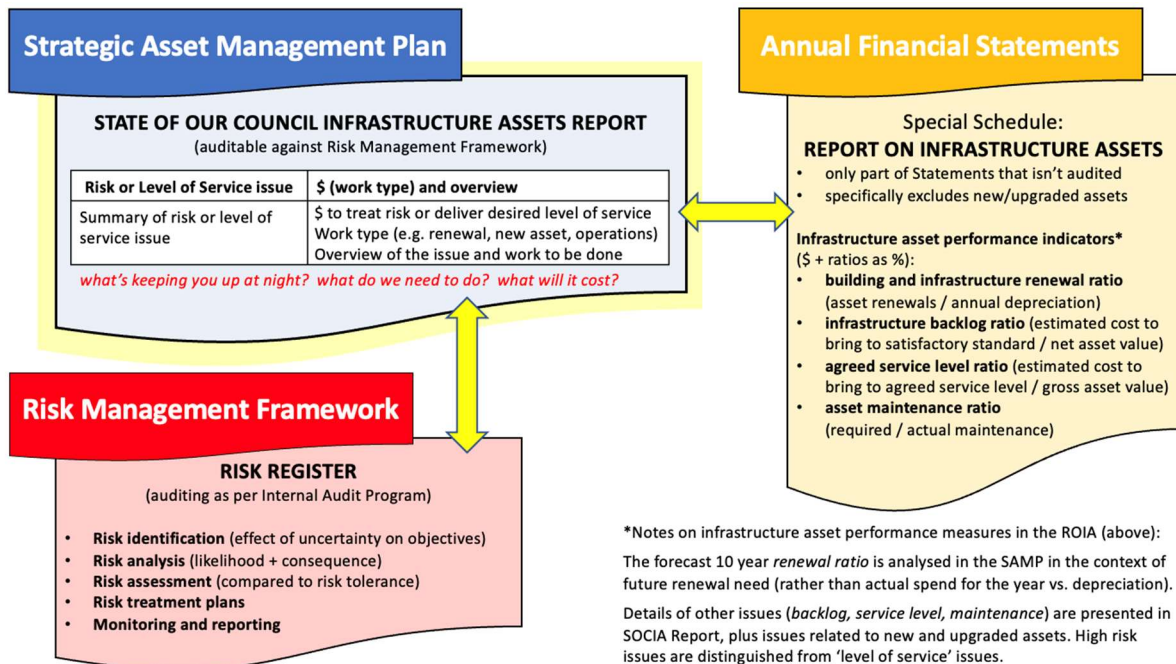 Strategic Asset Management Plan
STATE OF OUR COUNCIL INFRASTRUCTURE ASSETS REPORT
(auditable against Risk Management Framework)
Risk or Level of Service issue
$ (work type) and overview
Summary of risk or level of
service issue
$ to treat risk or deliver desired level of service
Work type (e.g. renewal, new asset, operations)
Overview of the issue and work to be done
what's keeping you up at night? what do we need to do? what will it cost?
Risk Management Framework
RISK REGISTER
(auditing as per Internal Audit Program)
• Risk identification (effect of uncertainty on objectives)
• Risk analysis (likelihood + consequence)
• Risk assessment (compared to risk tolerance)
• Risk treatment plans
• Monitoring and reporting
Annual Financial Statements
Special Schedule:
REPORT ON INFRASTRUCTURE ASSETS
• only part of Statements that isn't audited
• specifically excludes new/upgraded assets
Infrastructure asset performance indicators*
($ + ratios as %):
• building and infrastructure renewal ratio
(asset renewals / annual depreciation)
• infrastructure backlog ratio (estimated cost to
bring to satisfactory standard / net asset value)
• agreed service level ratio (estimated cost to
bring to agreed service level / gross asset value)
• asset maintenance ratio
(required / actual maintenance)
*Notes on infrastructure asset performance measures in the ROIA (above):
The forecast 10 year renewal ratio is analysed in the SAMP in the context of
future renewal need (rather than actual spend for the year vs. depreciation).
Details of other issues (backlog, service level, maintenance) are presented in
SOCIA Report, plus issues related to new and upgraded assets. High risk
issues are distinguished from 'level of service' issues.